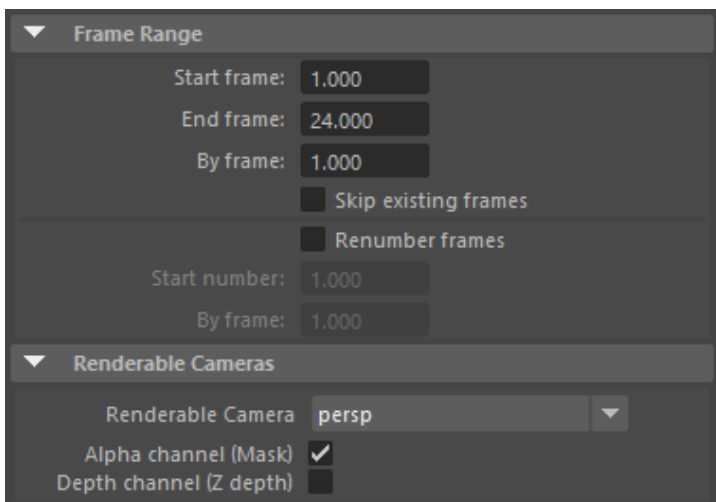 Frame Range
Start frame: 1.000
End frame: 24.000
By frame: 1.000
Skip existing frames
Renumber frames
Start number: 1.000
By frame: 1.000
Renderable Cameras
Renderable Camera persp
Alpha channel (Mask)
Depth channel (Z depth)